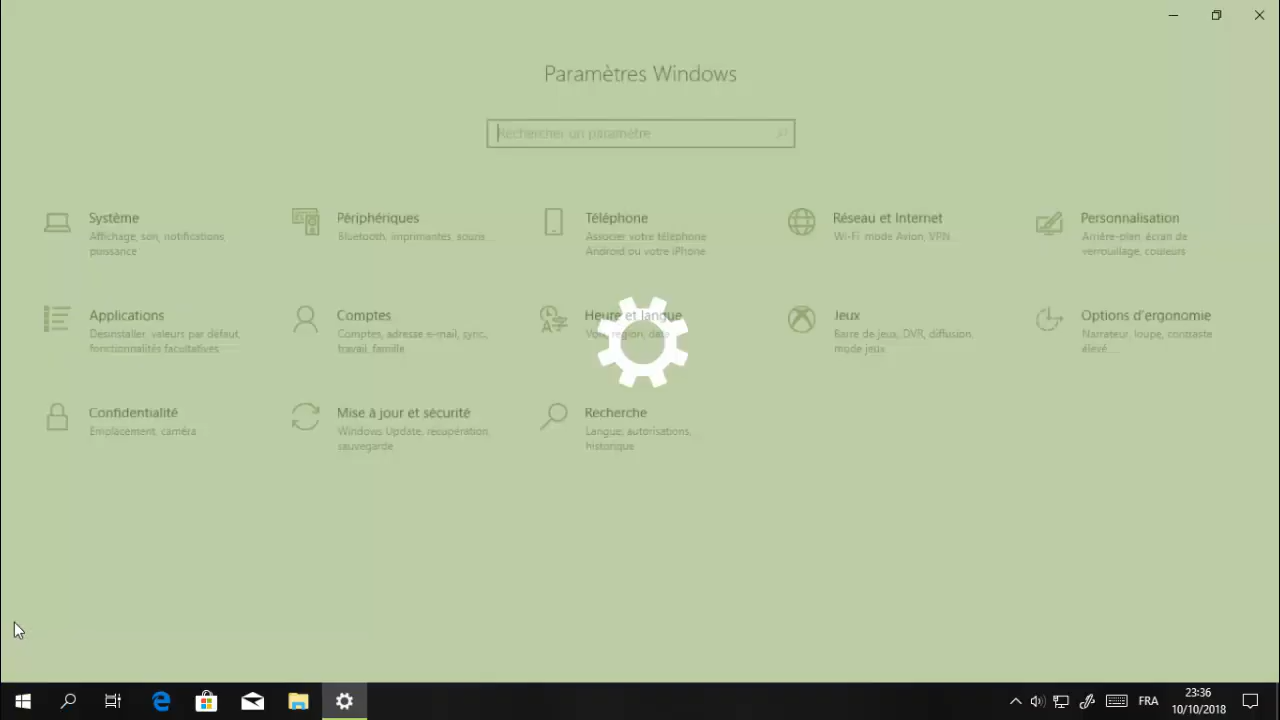 Paramètres Windows
Rechercher un paramètre
Système
Affichage, son, notifications,
puissance
Périphériques
Bluetooth, imprimantes, souris...
Téléphone
Associer votre téléphone
Android ou votre iPhone
Réseau et Internet
Wi-Fi, mode Avion, VPN
Personnalisation
Arrière-plan, écran de
verrouillage, couleurs
Applications
Désinstaller, valeurs par défaut,
fonctionnalités facultatives
Comptes
Comptes, adresse e-mail, sync.,
travail, famille
Heure et langue
Voix, région, date
Jeux
Barre de jeux, DVR, diffusion,
mode jeux
Options d'ergonomie
Narrateur, loupe, contraste
élevé...
Confidentialité
Emplacement, caméra
Mise à jour et sécurité
Windows Update, récupération,
sauvegarde
Recherche
Langue, autorisations,
historique
FRA
23:36
10/10/2018